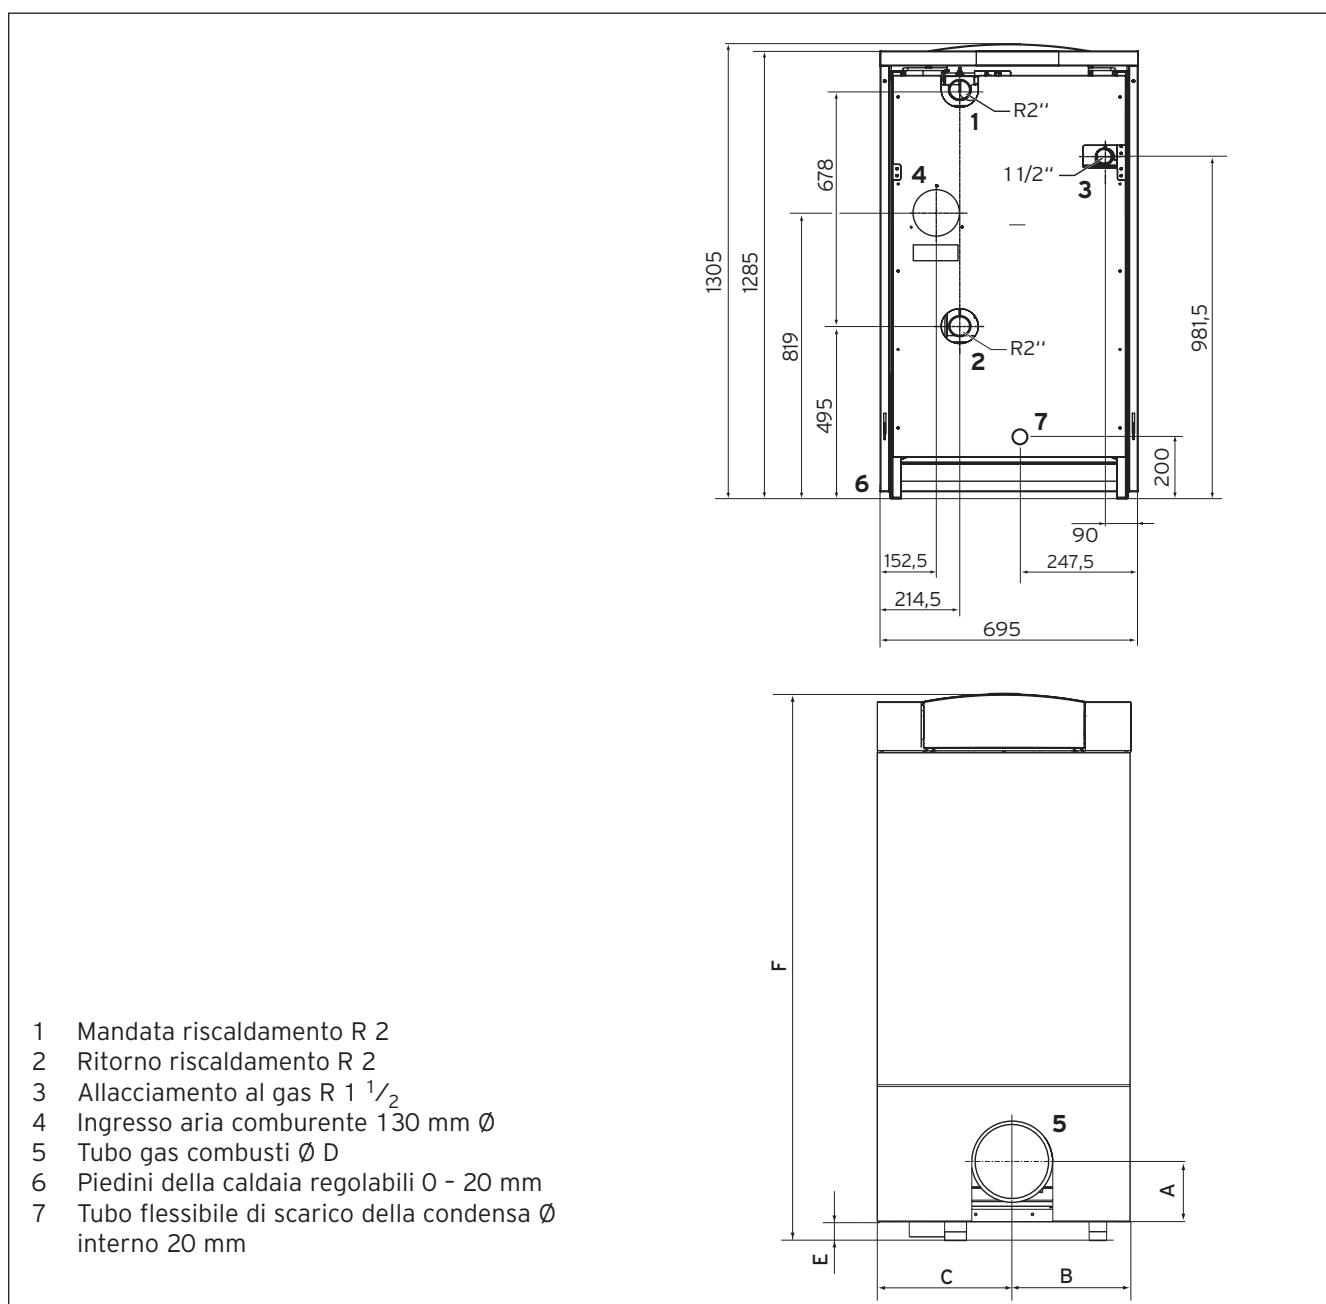 R2“
1
11/2“
3
4
678
1305
1285
819
981,5
R2“
2
495
7
200
6
90
152,5
247,5
214,5
695
F
5
A
E
C
B
1 Mandata riscaldamento R 2
2 Ritorno riscaldamento R 2
3 Allacciamento al gas R 1 1/2
4 Ingresso aria comburente 130 mm Ø
5 Tubo gas combusti Ø D
6 Piedini della caldaia regolabili 0 – 20 mm
7 Tubo flessibile di scarico della condensa Ø
interno 20 mm